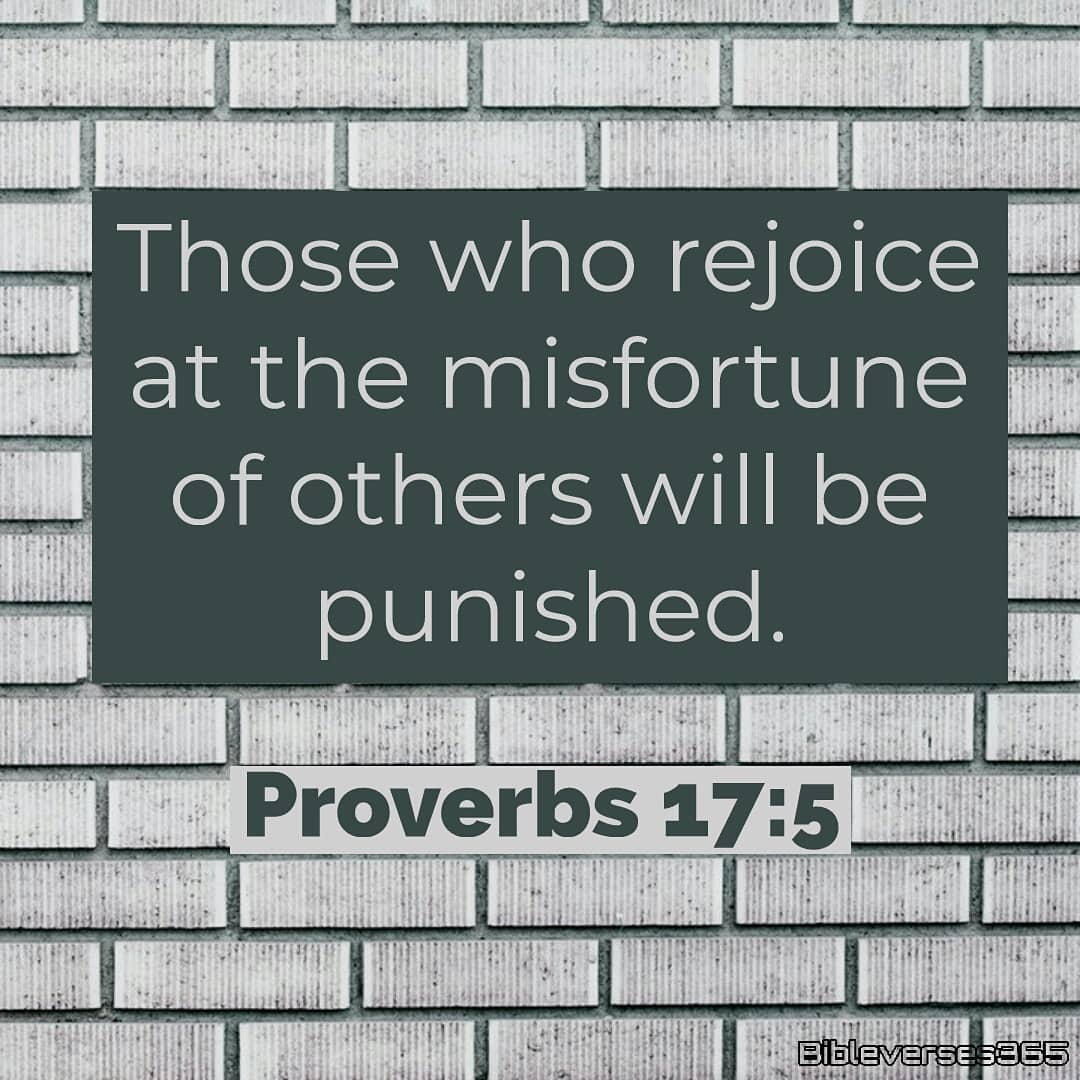 Those who rejoice
at the misfortune
of others will be
punished.
Proverbs 17:5
Bibleverses365